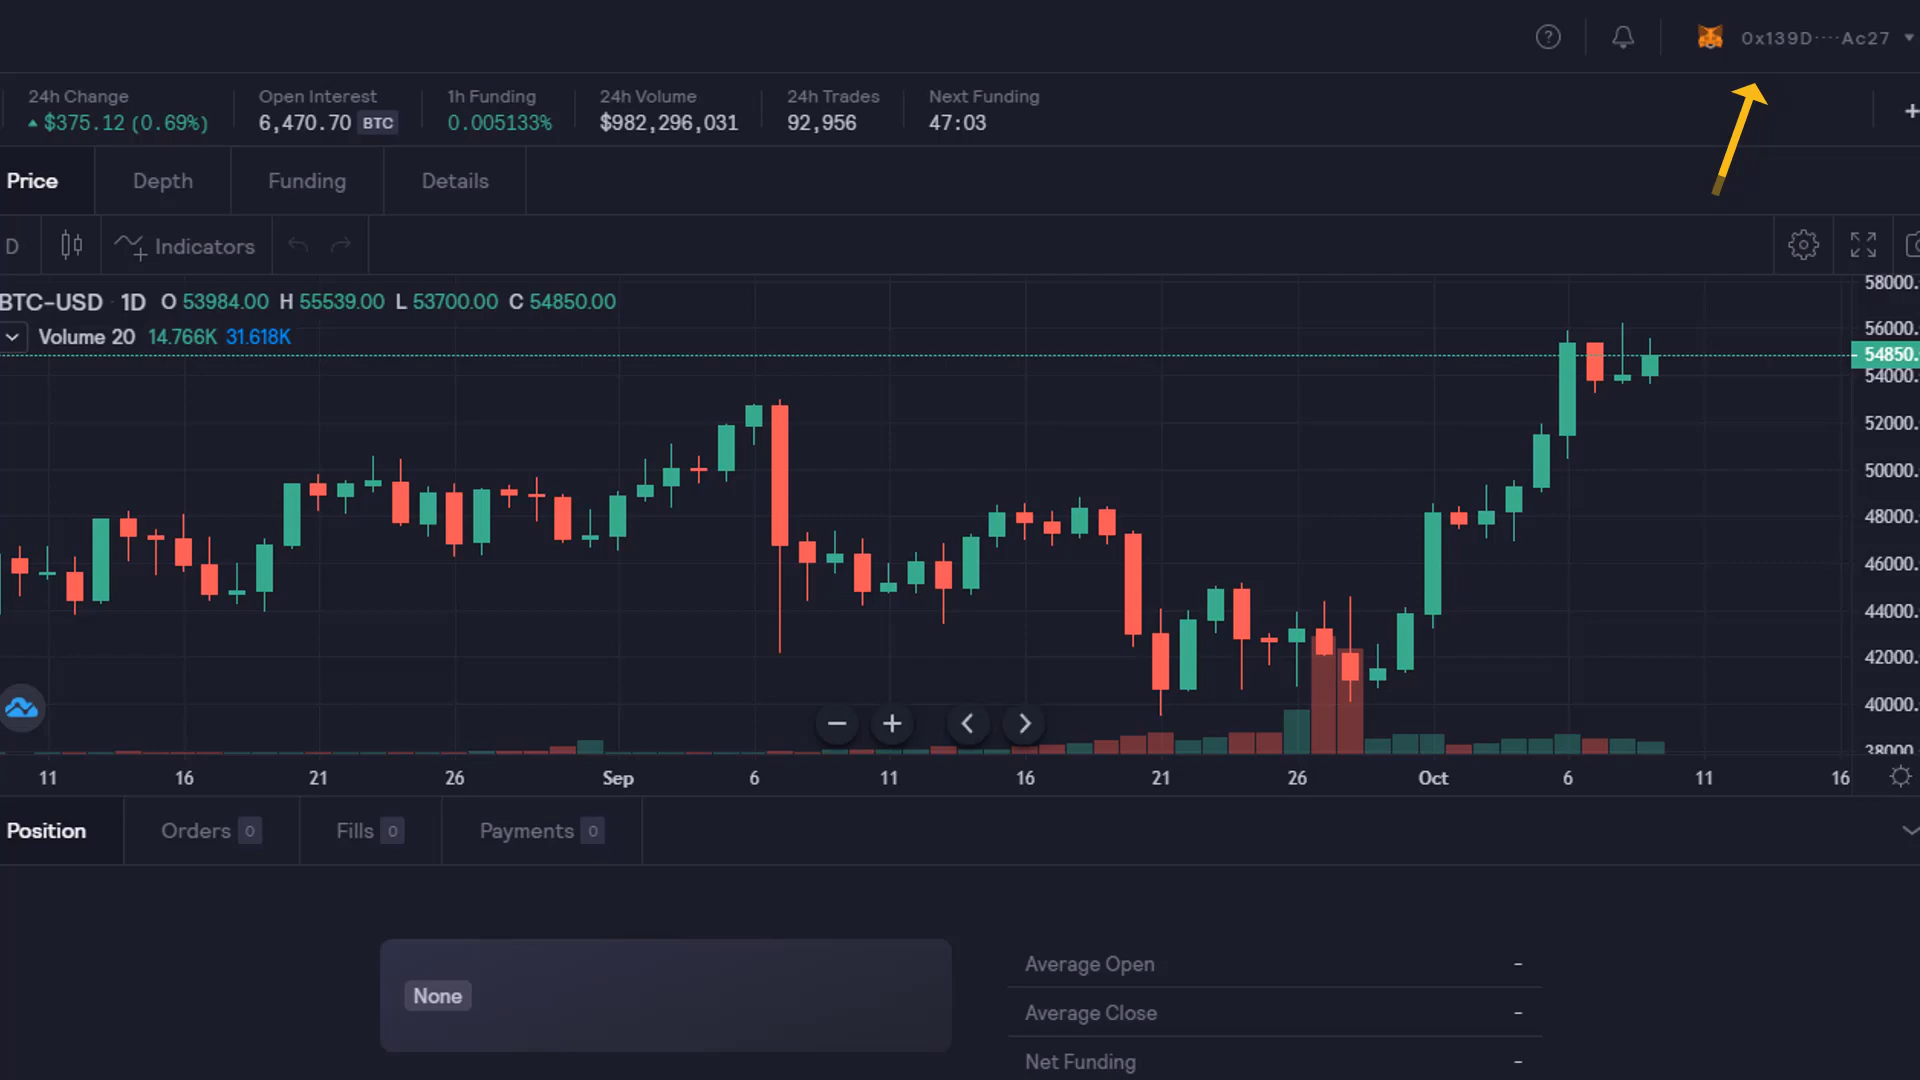 0x139D····Ac27
24h Change Open Interest 1h Funding 24h Volume 24h Trades Next Funding
$375.12 (0.69%) 6,470.70 BTC 0.005133% $982,296,031 92,956 47:03
Price Depth Funding Details
D Indicators
BTC-USD 1D O 53984.00 H 55539.00 L 53700.00 C 54850.00
Volume 20 14.766K 31.618K
58000.
56000.
54850.
54000.
52000.
50000.
48000.
46000.
44000.
42000.
40000.
38000.
11 16 21 26 Sep 6 11 16 21 26 Oct 6 11 16
Position Orders 0 Fills 0 Payments 0
None
Average Open -
Average Close -
Net Funding -